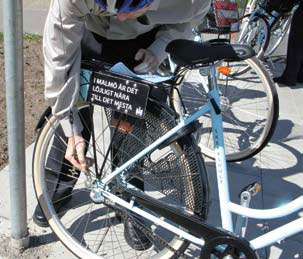 I MALMÖ ÄR DET
LÖJLIGT NÄRA
TILL DET MESTA